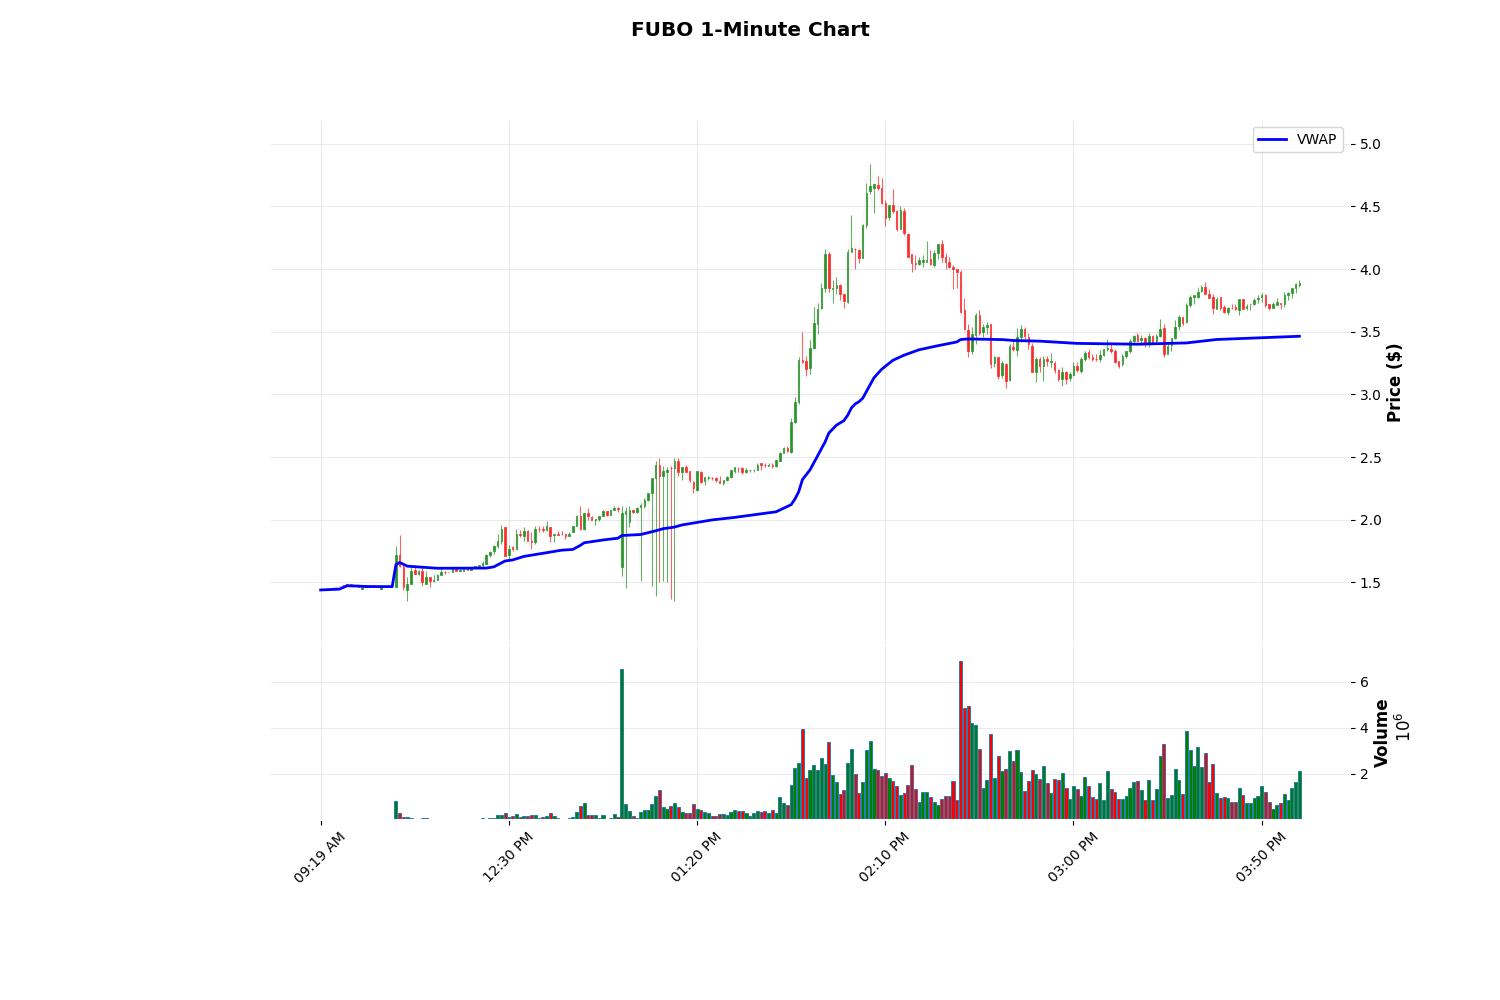 FUBO 1-Minute Chart
VWAP
5.0
4.5
4.0
3.5
3.0
2.5
2.0
1.5
Price ($)
6
4
2
Volume
10⁶
09:19 AM
12:30 PM
01:20 PM
02:10 PM
03:00 PM
03:50 PM